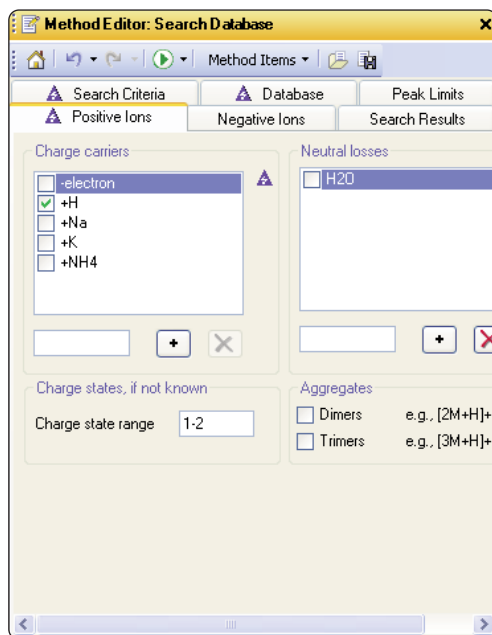 Method Editor: Search Database
Method Items
Search Criteria Database Peak Limits
Positive Ions Negative Ions Search Results
Charge carriers
-electron
+H
+Na
+K
+NH4
Neutral losses
H2O
Charge states, if not known
Charge state range 1-2
Aggregates
Dimers e.g., [2M+H]+
Trimers e.g., [3M+H]+